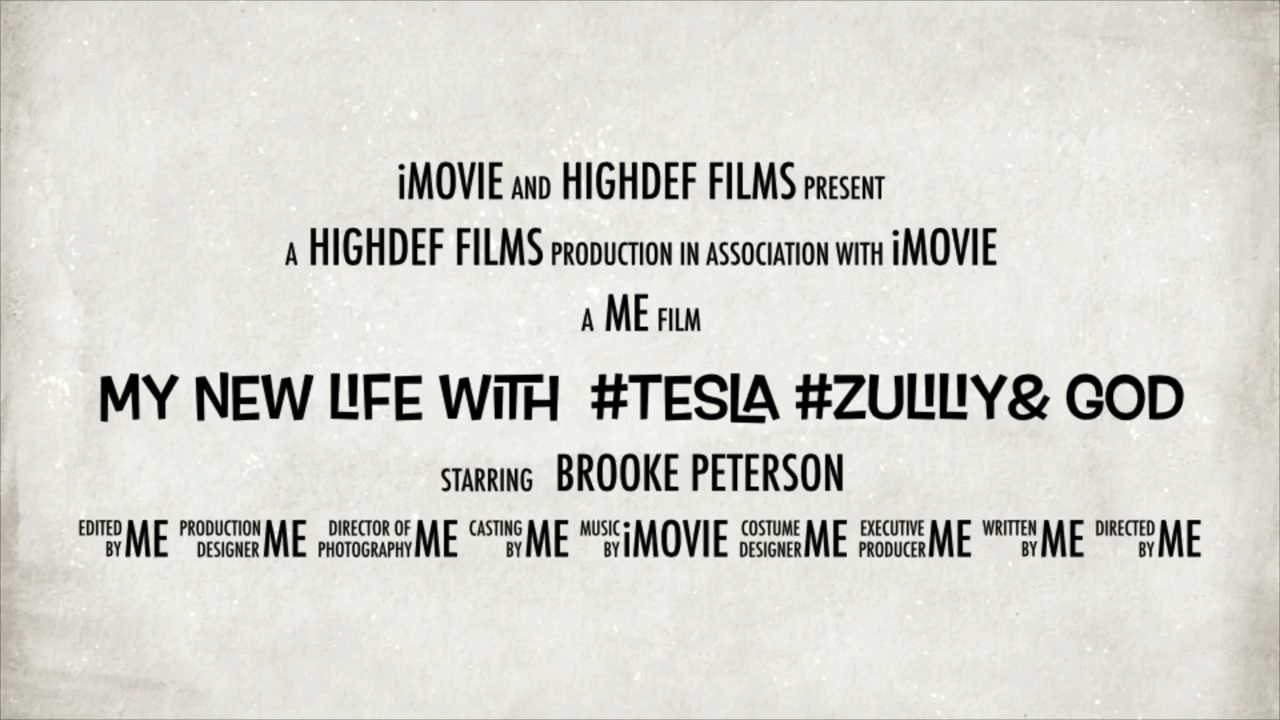 iMOVIE AND HIGHDEF FILMS PRESENT
A HIGHDEF FILMS PRODUCTION IN ASSOCIATION WITH iMOVIE
A ME FILM
MY NEW LIFE WITH #TESLA #ZULILIY& GOD
STARRING BROOKE PETERSON
EDITED BY ME PRODUCTION DESIGNER ME DIRECTOR OF PHOTOGRAPHY ME CASTING BY ME MUSIC BY iMOVIE COSTUME DESIGNER ME EXECUTIVE PRODUCER ME WRITTEN BY ME DIRECTED BY ME